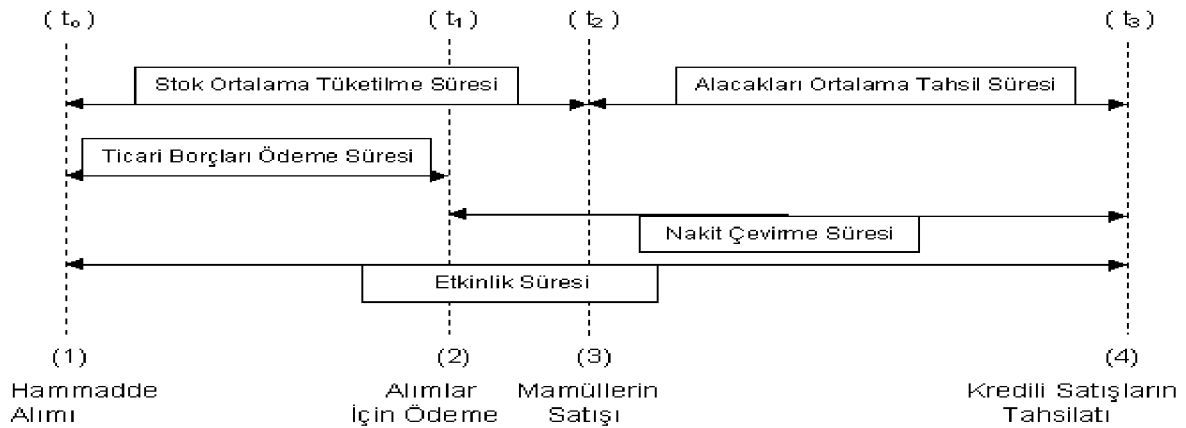 ( t₀ ) ( t₁ ) ( t₂ ) ( t₃ )
Stok Ortalama Tüketilme Süresi
Alacakları Ortalama Tahsil Süresi
Ticari Borçları Ödeme Süresi
Nakit Çevirme Süresi
Etkinlik Süresi
(1)
Hammadde
Alımı
(2)
Alımlar
İçin Ödeme
(3)
Mamüllerin
Satışı
(4)
Kredili Satışların
Tahsilatı